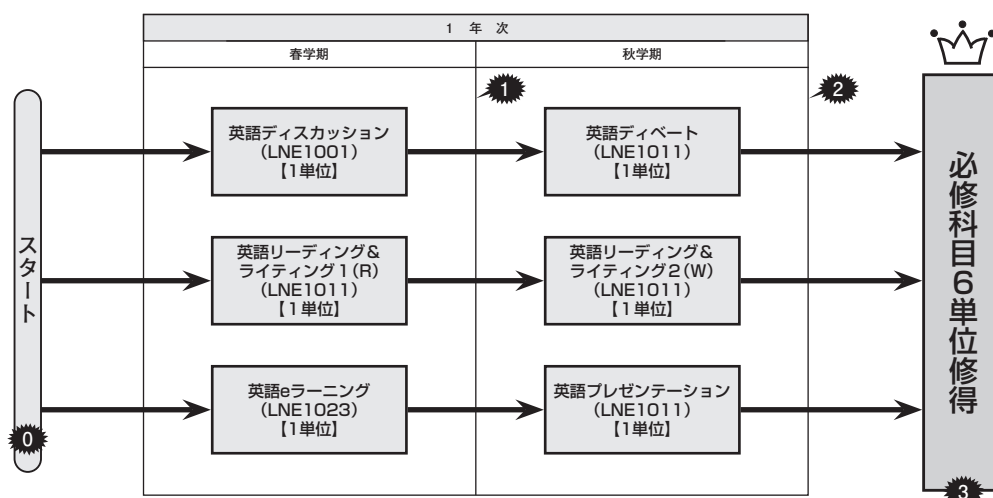 1 年 次
春学期
秋学期
1
2
英語ディスカッション
(LNE1001)
【1単位】
英語ディベート
(LNE1011)
【1単位】
スタート
英語リーディング&
ライティング1(R)
(LNE1011)
【1単位】
英語リーディング&
ライティング2(W)
(LNE1011)
【1単位】
必修科目6単位修得
英語eラーニング
(LNE1023)
【1単位】
英語プレゼンテーション
(LNE1011)
【1単位】
0
3